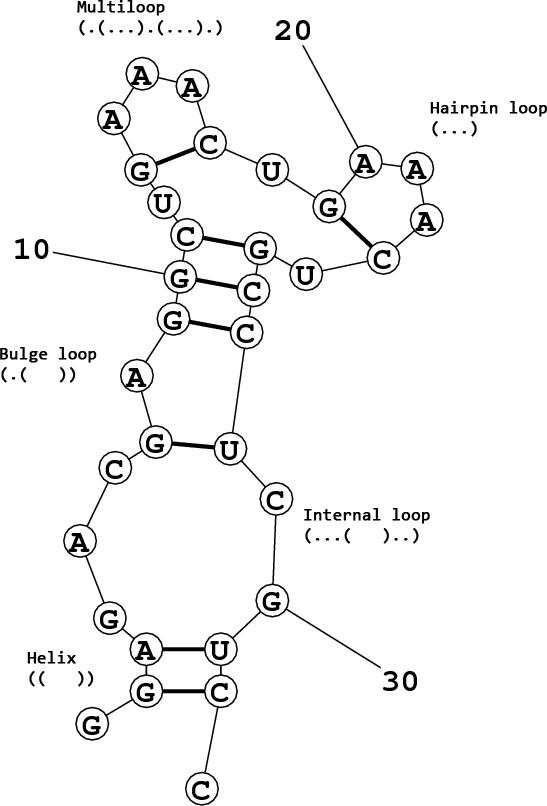 Multiloop
(.(...).(...).)
20
A
A
A
C
U
G
Hairpin loop
(...)
A
A
A
G
C
U
U
C
G
10
G
C
G
C
Bulge loop
(.(   ))
A
G
U
C
C
Internal loop
(...(   )..)
A
G
G
A
U
Helix
((   ))
G
C
30
G
C